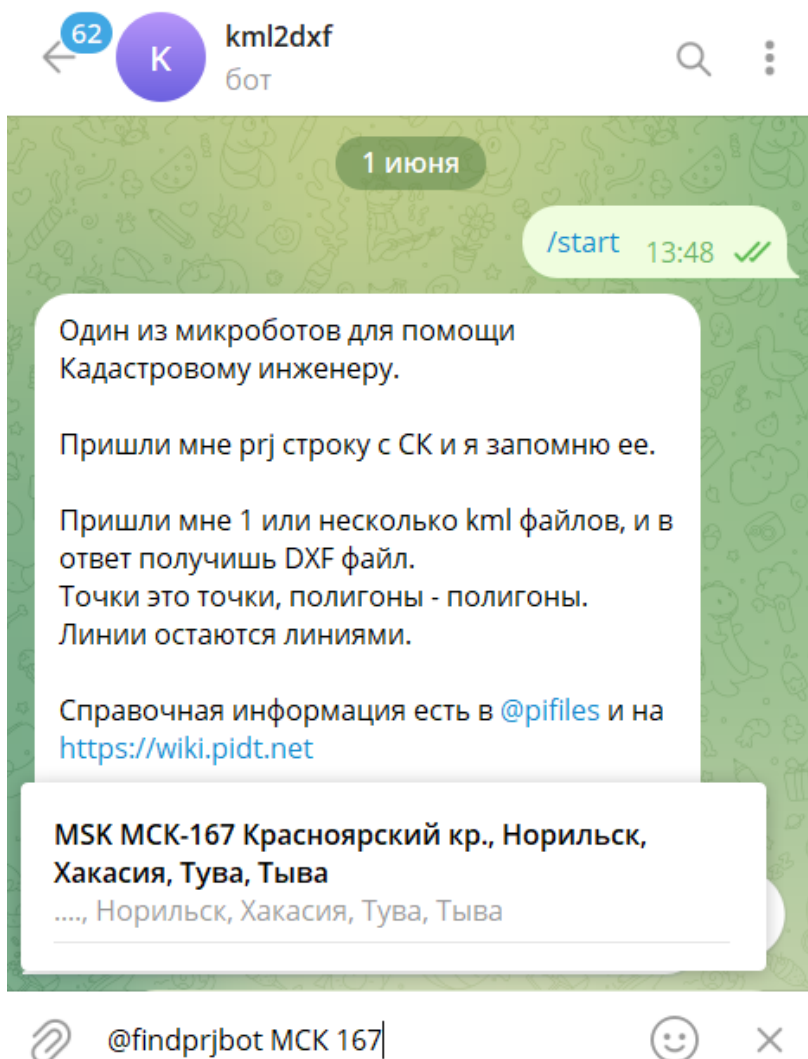 62
K
kml2dxf
бот
1 июня
/start 13:48
Один из микроботов для помощи
Кадастровому инженеру.
Пришли мне prj строку с СК и я запомню ее.
Пришли мне 1 или несколько kml файлов, и в
ответ получишь DXF файл.
Точки это точки, полигоны - полигоны.
Линии остаются линиями.
Справочная информация есть в @pifiles и на
https://wiki.pidt.net
MSK МСК-167 Красноярский кр., Норильск,
Хакасия, Тува, Тыва
...., Норильск, Хакасия, Тува, Тыва
@findprjbot МСК 167